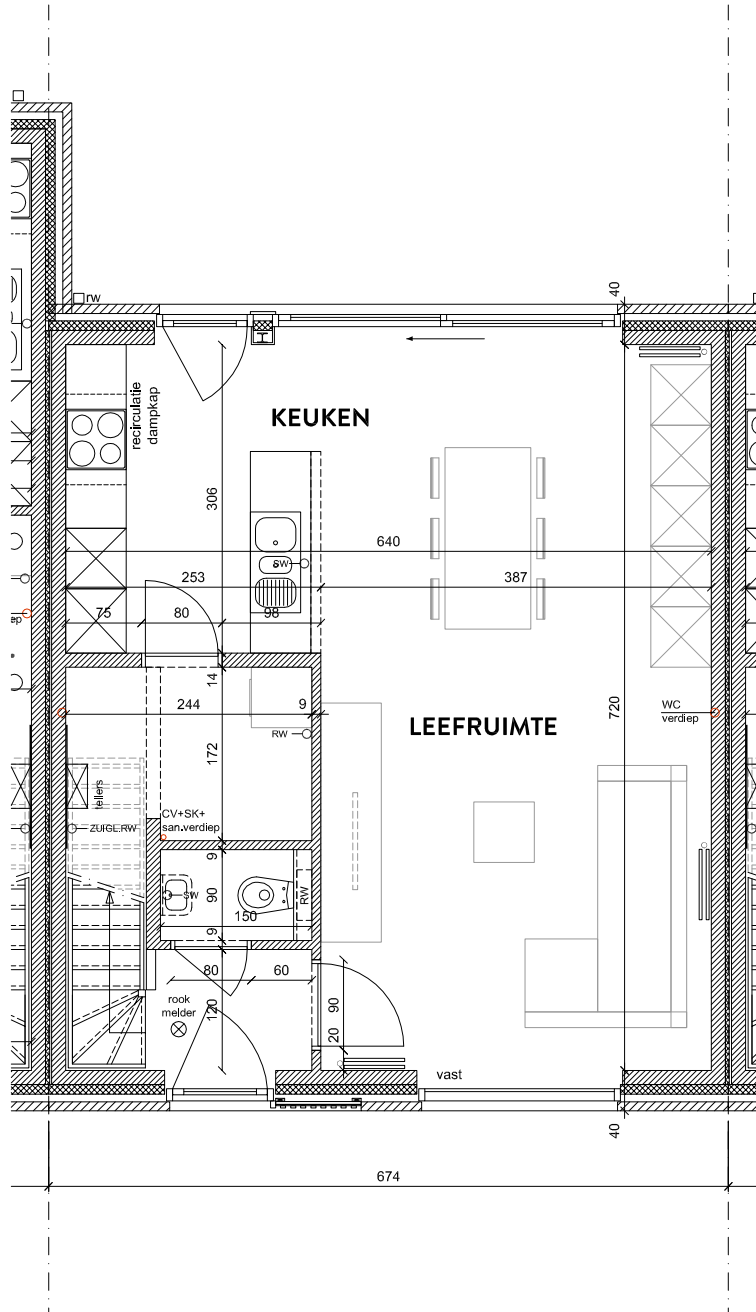 40
rw
recirculatie
dampkap
KEUKEN
306
640
SW
253
387
75
80
98
ep
14
244
9
WC
verdiep
720
RW
LEEFRUIMTE
172
tellers
CV+SK+
san.verdiep
ZUIGL.RW
9
90
SW
RW
150
9
80
60
rook
melder
120
90
20
vast
40
674